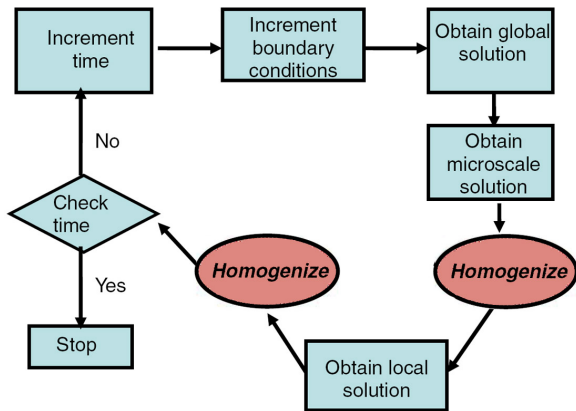 Increment
time
Increment
boundary
conditions
Obtain global
solution
Obtain
microscale
solution
Homogenize
Obtain local
solution
Homogenize
Check
time
No
Yes
Stop